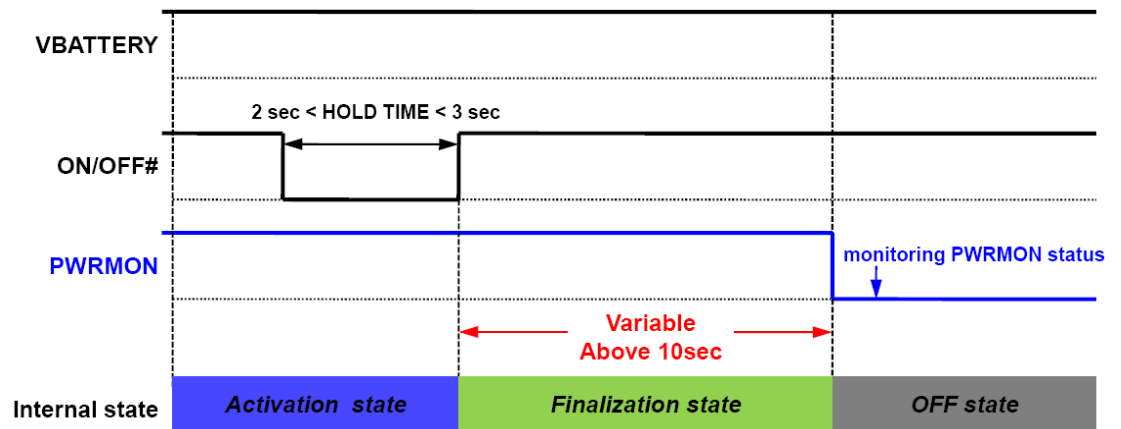 VBATTERY
2 sec < HOLD TIME < 3 sec
ON/OFF#
PWRMON
monitoring PWRMON status
Variable
Above 10sec
Internal state
Activation state
Finalization state
OFF state